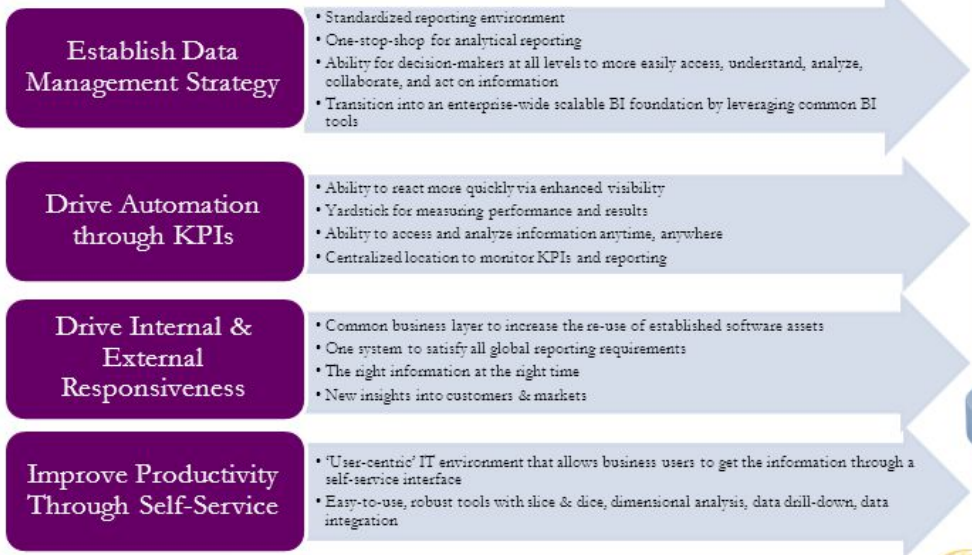 Establish Data
Management Strategy
• Standardized reporting environment
• One-stop-shop for analytical reporting
• Ability for decision-makers at all levels to more easily access, understand, analyze,
collaborate, and act on information
• Transition into an enterprise-wide scalable BI foundation by leveraging common BI
tools
Drive Automation
through KPIs
• Ability to react more quickly via enhanced visibility
• Yardstick for measuring performance and results
• Ability to access and analyze information anytime, anywhere
• Centralized location to monitor KPIs and reporting
Drive Internal &
External
Responsiveness
• Common business layer to increase the re-use of established software assets
• One system to satisfy all global reporting requirements
• The right information at the right time
• New insights into customers & markets
Improve Productivity
Through Self-Service
• ‘User-centric’ IT environment that allows business users to get the information through a
self-service interface
• Easy-to-use, robust tools with slice & dice, dimensional analysis, data drill-down, data
integration